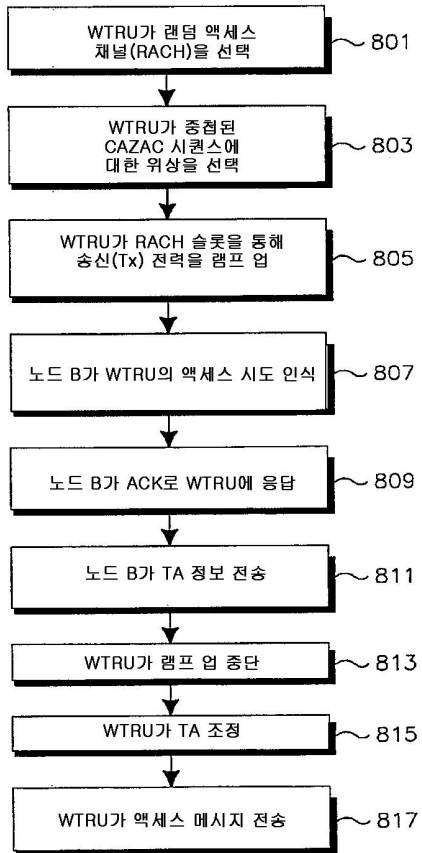 WTRU가 랜덤 액세스
채널(RACH)을 선택
801
WTRU가 중첩된
CAZAC 시퀀스에
대한 위상을 선택
803
WTRU가 RACH 슬롯을 통해
송신(Tx) 전력을 램프 업
805
노드 B가 WTRU의 액세스 시도 인식
807
노드 B가 ACK로 WTRU에 응답
809
노드 B가 TA 정보 전송
811
WTRU가 램프 업 중단
813
WTRU가 TA 조정
815
WTRU가 액세스 메시지 전송
817